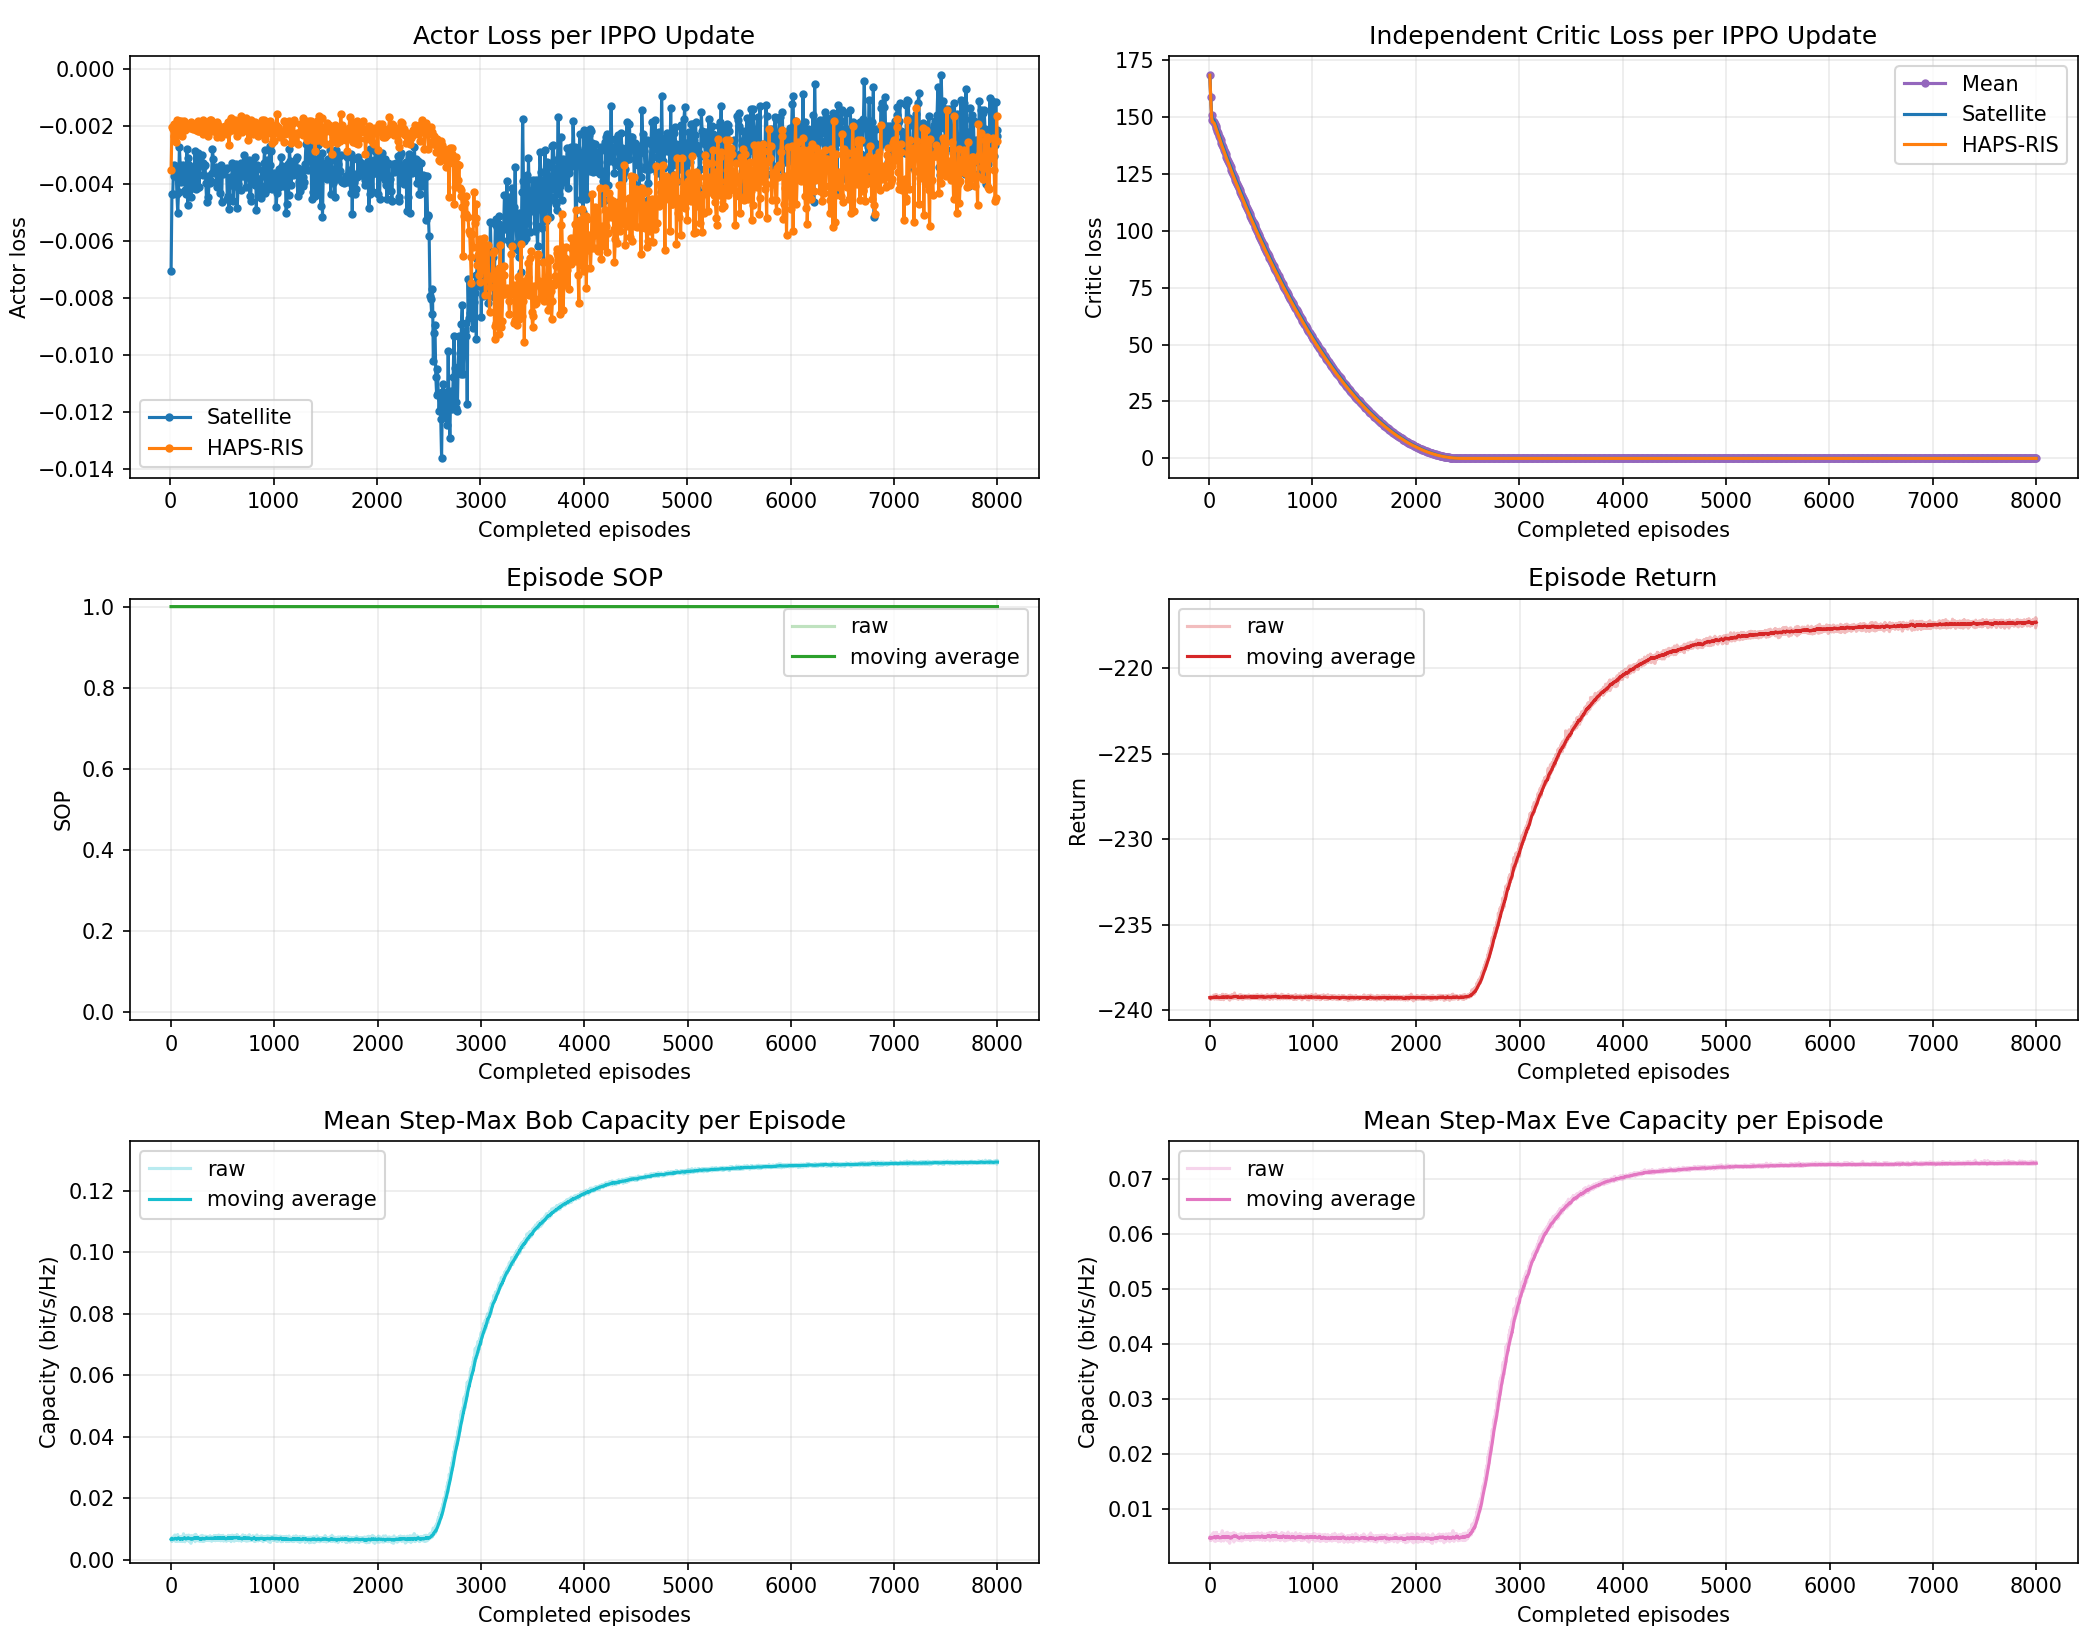 Actor Loss per IPPO Update
0.000
−0.002
−0.004
−0.006
−0.008
−0.010
−0.012
−0.014
Actor loss
Satellite
HAPS-RIS
0 1000 2000 3000 4000 5000 6000 7000 8000
Completed episodes
Independent Critic Loss per IPPO Update
175
150
125
100
75
50
25
0
Critic loss
Mean
Satellite
HAPS-RIS
0 1000 2000 3000 4000 5000 6000 7000 8000
Completed episodes
Episode SOP
1.0
0.8
0.6
0.4
0.2
0.0
SOP
raw
moving average
0 1000 2000 3000 4000 5000 6000 7000 8000
Completed episodes
Episode Return
−220
−225
−230
−235
−240
Return
raw
moving average
0 1000 2000 3000 4000 5000 6000 7000 8000
Completed episodes
Mean Step-Max Bob Capacity per Episode
0.12
0.10
0.08
0.06
0.04
0.02
0.00
Capacity (bit/s/Hz)
raw
moving average
0 1000 2000 3000 4000 5000 6000 7000 8000
Completed episodes
Mean Step-Max Eve Capacity per Episode
0.07
0.06
0.05
0.04
0.03
0.02
0.01
Capacity (bit/s/Hz)
raw
moving average
0 1000 2000 3000 4000 5000 6000 7000 8000
Completed episodes